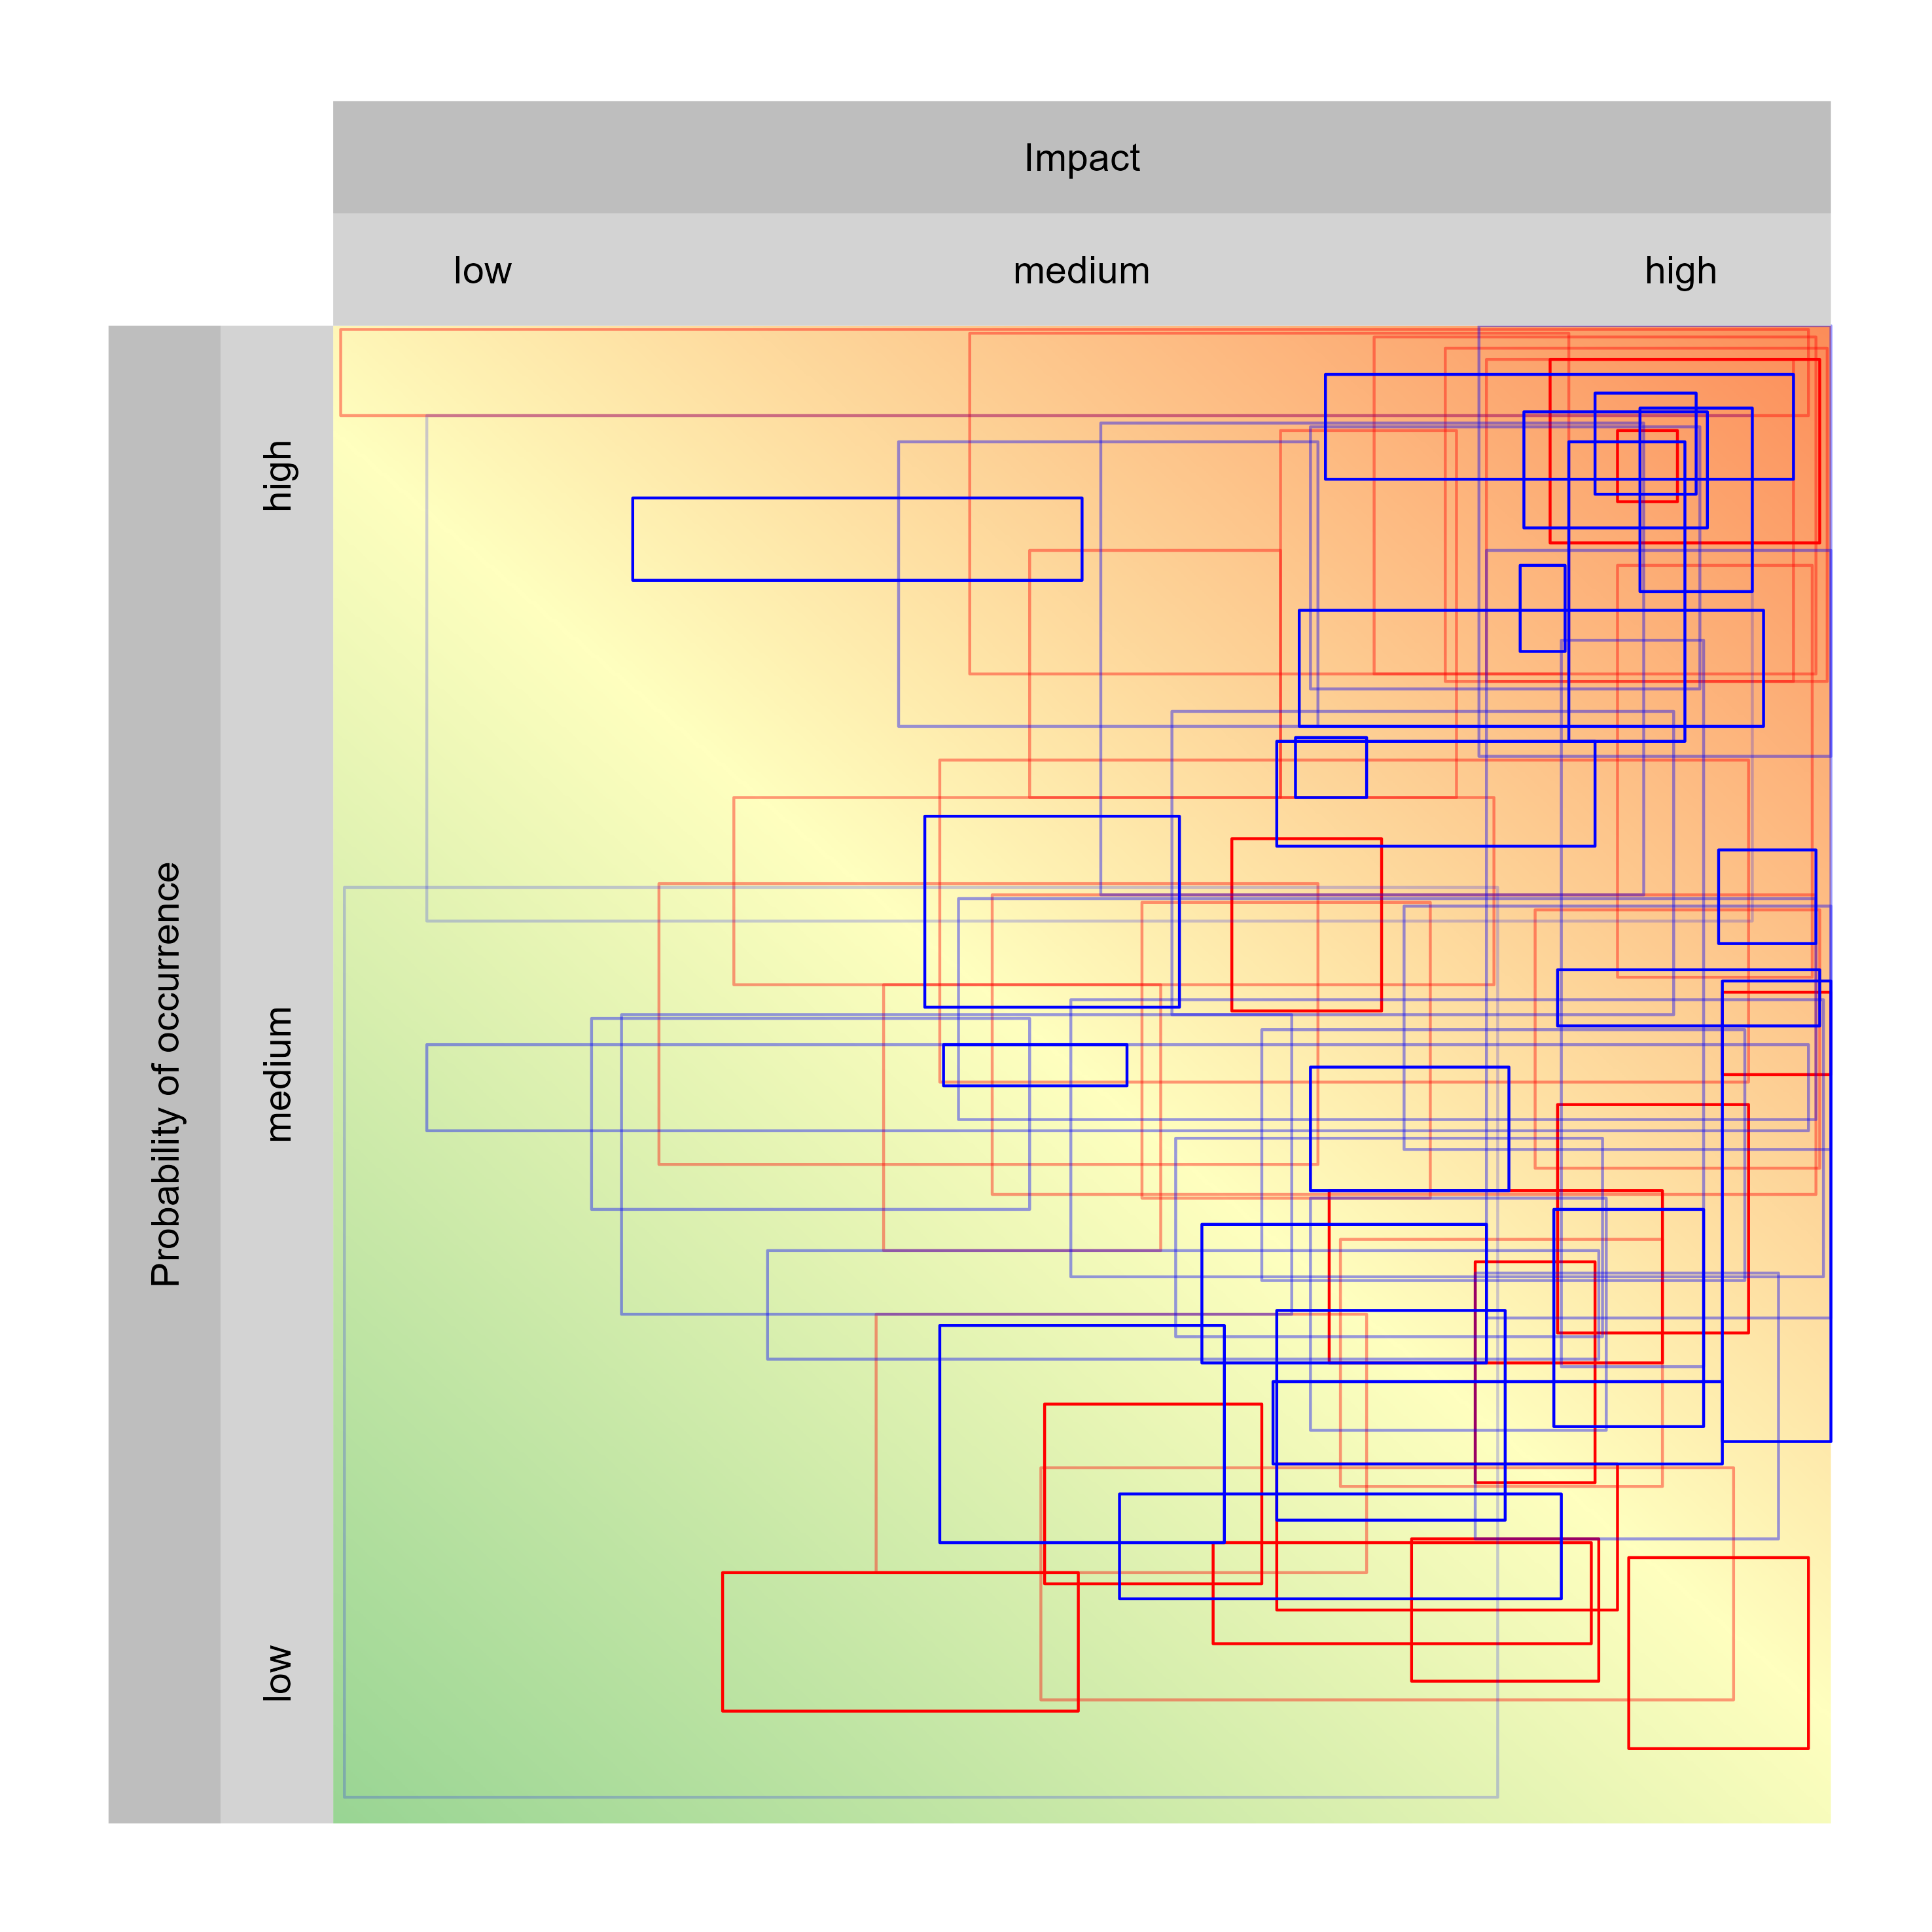 Impact
low
medium
high
Probability of occurrence
high
medium
low